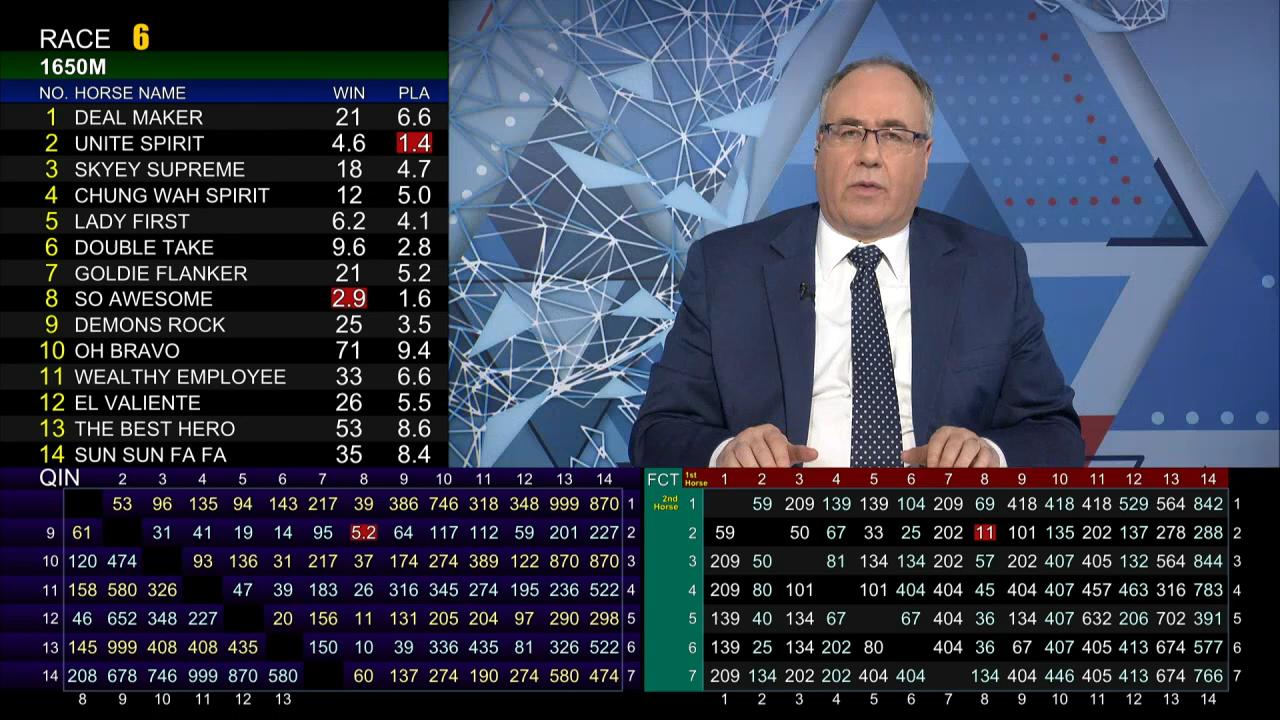 RACE 6
1650M
NO. HORSE NAME WIN PLA
1 DEAL MAKER 21 6.6
2 UNITE SPIRIT 4.6 1.4
3 SKYEY SUPREME 18 4.7
4 CHUNG WAH SPIRIT 12 5.0
5 LADY FIRST 6.2 4.1
6 DOUBLE TAKE 9.6 2.8
7 GOLDIE FLANKER 21 5.2
8 SO AWESOME 2.9 1.6
9 DEMONS ROCK 25 3.5
10 OH BRAVO 71 9.4
11 WEALTHY EMPLOYEE 33 6.6
12 EL VALIENTE 26 5.5
13 THE BEST HERO 53 8.6
14 SUN SUN FA FA 35 8.4
QIN 2 3 4 5 6 7 8 9 10 11 12 13 14
53 96 135 94 143 217 39 386 746 318 348 999 870 1
9 61 31 41 19 14 95 5.2 64 117 112 59 201 227 2
10 120 474 93 136 31 217 37 174 274 389 122 870 870 3
11 158 580 326 47 39 183 26 316 345 274 195 236 522 4
12 46 652 348 227 20 156 11 131 205 204 97 290 298 5
13 145 999 408 408 435 150 10 39 336 435 81 326 522 6
14 208 678 746 999 870 580 60 137 274 190 274 580 474 7
8 9 10 11 12 13
FCT 1st Horse 1 2 3 4 5 6 7 8 9 10 11 12 13 14
2nd Horse 1 59 209 139 139 104 209 69 418 418 418 529 564 842 1
2 59 50 67 33 25 202 11 101 135 202 137 278 288 2
3 209 50 81 134 134 202 57 202 407 405 132 564 844 3
4 209 80 101 101 404 404 45 404 407 457 463 316 783 4
5 139 40 134 67 67 404 36 134 407 632 206 702 391 5
6 139 25 134 202 80 404 36 67 407 405 413 674 577 6
7 209 134 202 202 404 404 134 404 446 405 413 674 766 7
1 2 3 4 5 6 7 8 9 10 11 12 13 14